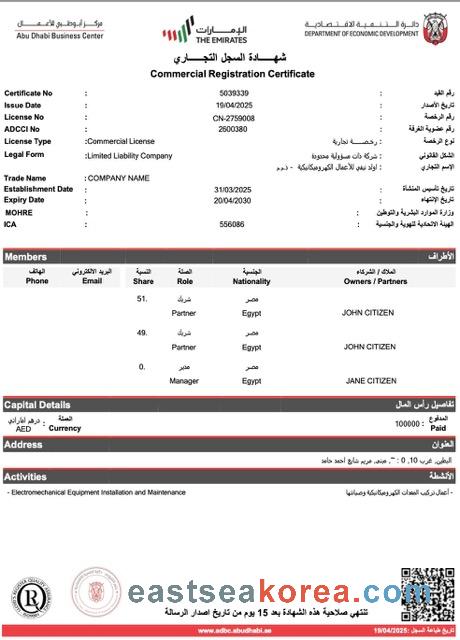 مركز أبوظبي للأعمال
Abu Dhabi Business Center
الإمارات
THE EMIRATES
دائرة التنمية الاقتصادية
DEPARTMENT OF ECONOMIC DEVELOPMENT
شهادة السجل التجاري
Commercial Registration Certificate
Certificate No : 5039339 : رقم القيد
Issue Date : 19/04/2025 : تاريخ الأصدار
License No : CN-2759008 : رقم الرخصة
ADCCI No : 2600380 : رقم عضوية الغرفة
License Type :Commercial License رخصة تجارية : نوع الرخصة
Legal Form :Limited Liability Company شركة ذات مسؤولية محدودة : الشكل القانوني
للأعمال الكهروميكانيكية - ذ.م.م : الإسم التجاري
Trade Name : COMPANY NAME
Establishment Date : 31/03/2025 : تاريخ تأسيس المنشأة
Expiry Date : 20/04/2030 : تاريخ الإنتهاء
MOHRE : وزارة الموارد البشرية والتوطين
ICA : 556086 : الهيئة الاتحادية للهوية والجنسية
Members الأطراف
الهاتف البريد الالكتروني النسبة الصلة الجنسية الملاك / الشركاء
Phone Email Share Role Nationality Owners / Partners
51. شريك مصر
Partner Egypt JOHN CITIZEN
49. شريك مصر
Partner Egypt JOHN CITIZEN
0. مدير مصر
Manager Egypt JANE CITIZEN
Capital Details تفاصيل رأس المال
العملة : درهم اماراتي
Currency AED
المدفوع : 100000
Paid
Address العنوان
البطين, غرب 10, 0 : , مبنى, مريم شايع احمد حامد
Activities الأنشطة
- Electromechanical Equipment Installation and Maintenance
- أعمال تركيب المعدات الكهروميكانيكية وصيانتها
eastseakorea.com
تنتهي صلاحية هذه الشهادة بعد 15 يوم من تاريخ اصدار الرسالة
www.adbc.abudhabi.ae
تاريخ طباعة السجل :19/04/2025